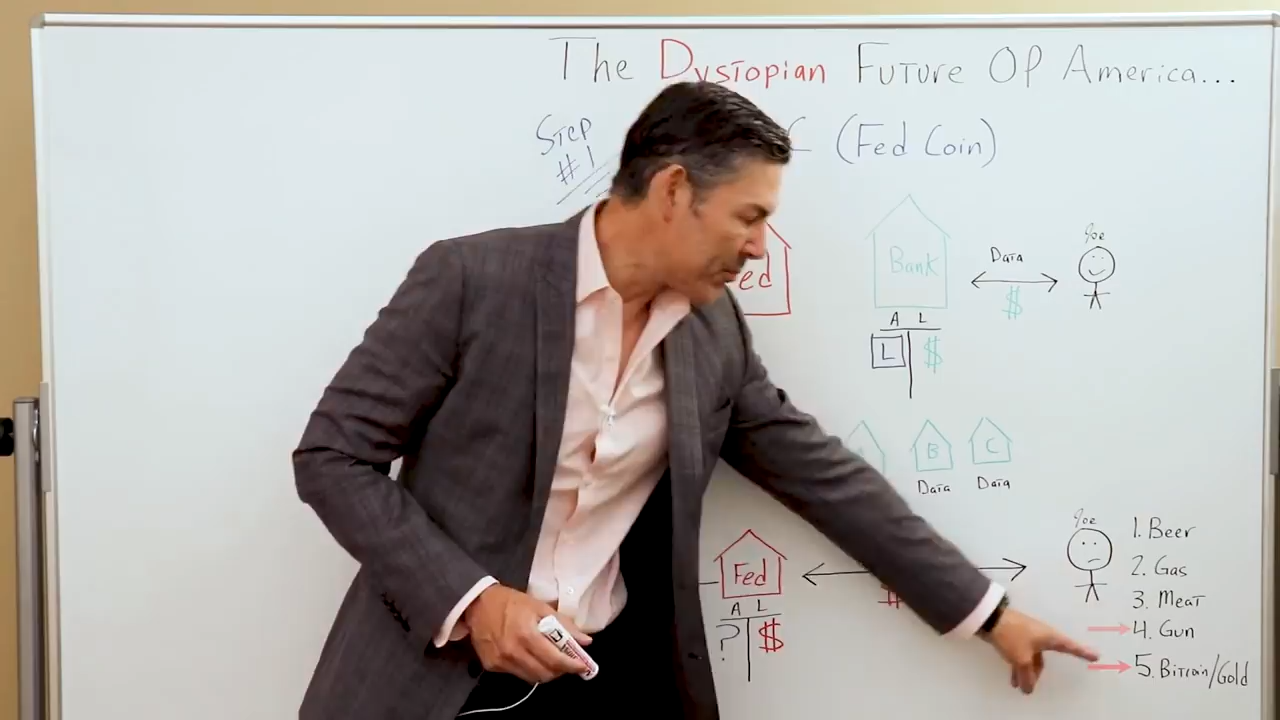 The Dystopian Future Of America...
Step
#1
C (Fed Coin)
Joe
Fed
Bank
Data
$
A L
L $
B C
Data Data
Joe
1. Beer
Fed
2. Gas
A L
$
3. Meat
? $
4. Gun
5. Bitcoin/Gold